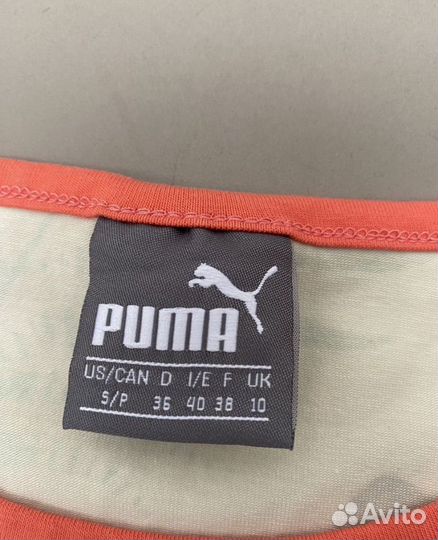 PUMA
US/CAN D I/E F UK
S/P 36 40 38 10
Avito